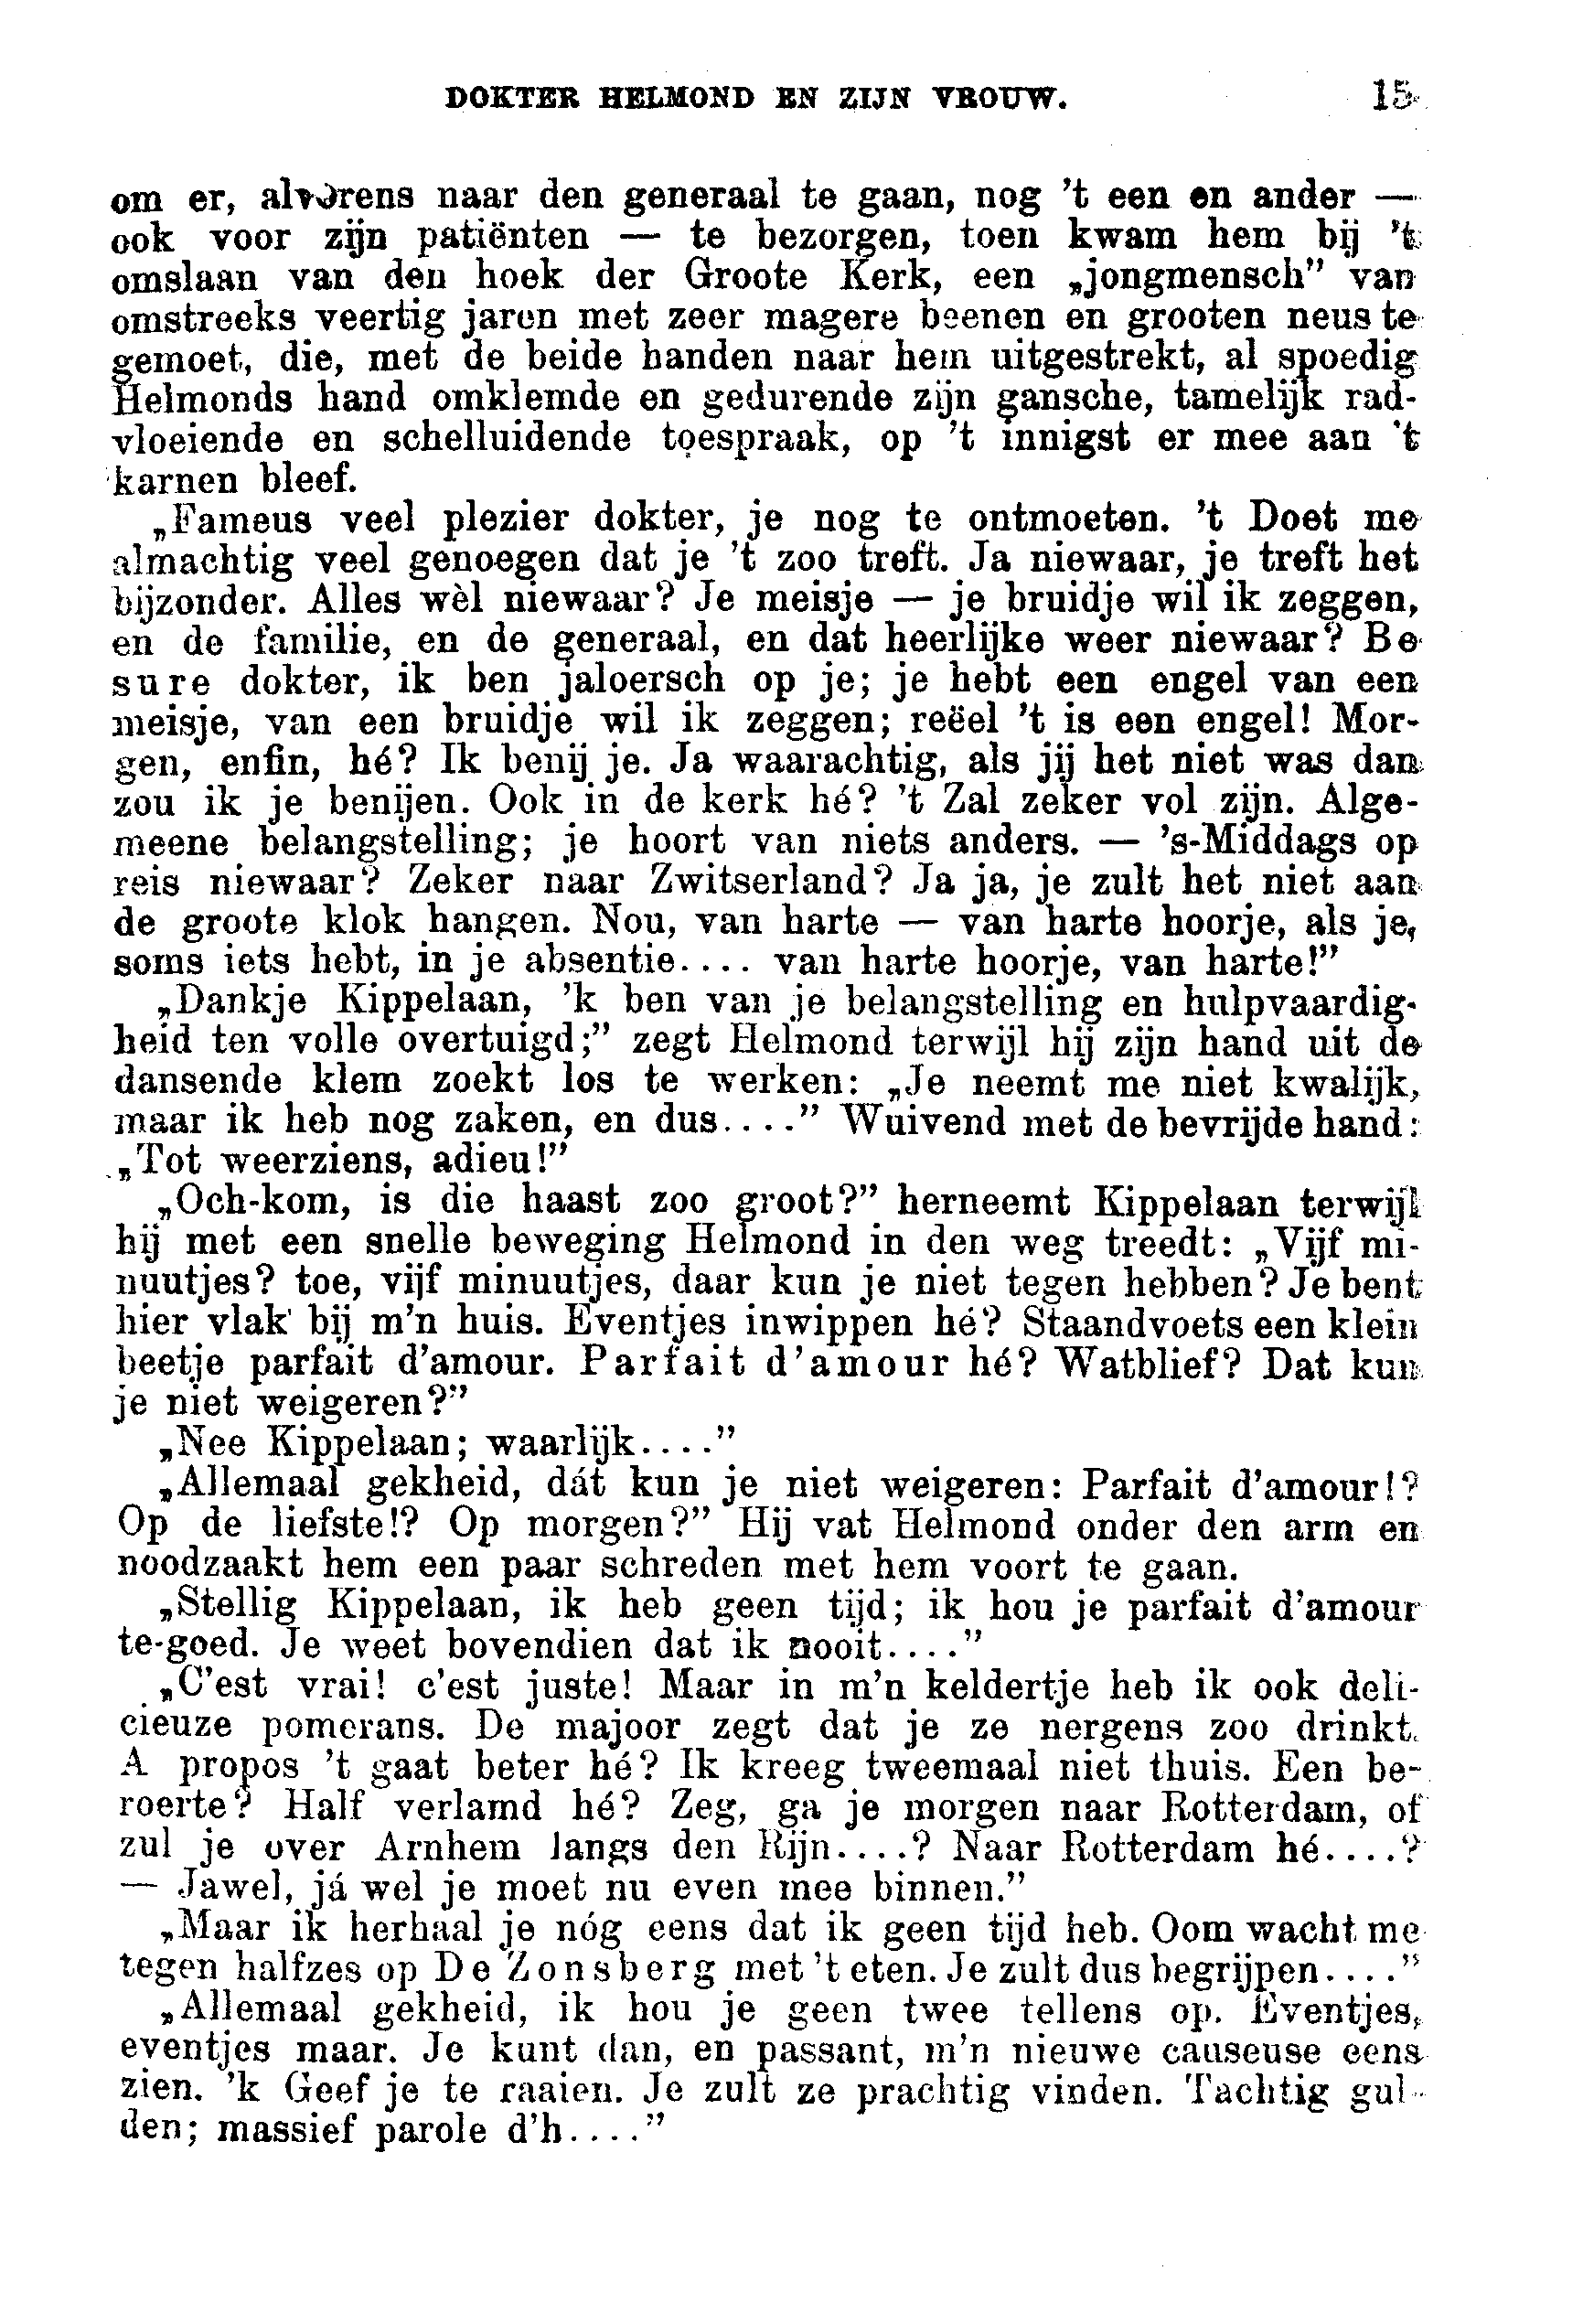 DOKTER HELMOND EN ZIJN VROUW. 15
om er, alvorens naar den generaal te gaan, nog 't een en ander —
ook voor zijn patiënten — te bezorgen, toen kwam hem bij 't
omslaan van den hoek der Groote Kerk, een „jongmensch” van
omstreeks veertig jaren met zeer magere beenen en grooten neus te
gemoet, die, met de beide handen naar hem uitgestrekt, al spoedig
Helmonds hand omklemde en gedurende zijn gansche, tamelijk rad-
vloeiende en schelluidende toespraak, op 't innigst er mee aan 't
karnen bleef.
„Fameus veel plezier dokter, je nog te ontmoeten. 't Doet me
almachtig veel genoegen dat je 't zoo treft. Ja niewaar, je treft het
bijzonder. Alles wèl niewaar? Je meisje — je bruidje wil ik zeggen,
en de familie, en de generaal, en dat heerlijke weer niewaar? Be
sure dokter, ik ben jaloersch op je; je hebt een engel van een
meisje, van een bruidje wil ik zeggen; reëel 't is een engel! Mor-
gen, enfin, hé? Ik benij je. Ja waarachtig, als jij het niet was dan
zou ik je benijen. Ook in de kerk hé? 't Zal zeker vol zijn. Alge-
meene belangstelling; je hoort van niets anders. — 's-Middags op
reis niewaar? Zeker naar Zwitserland? Ja ja, je zult het niet aan
de groote klok hangen. Nou, van harte — van harte hoorje, als je,
soms iets hebt, in je absentie.... van harte hoorje, van harte!”
„Dankje Kippelaan, 'k ben van je belangstelling en hulpvaardig-
heid ten volle overtuigd;” zegt Helmond terwijl hij zijn hand uit de
dansende klem zoekt los te werken: „Je neemt me niet kwalijk,
maar ik heb nog zaken, en dus....” Wuivend met de bevrijde hand:
„Tot weerziens, adieu!”
„Och-kom, is die haast zoo groot?” herneemt Kippelaan terwijl
hij met een snelle beweging Helmond in den weg treedt: „Vijf mi-
nuutjes? toe, vijf minuutjes, daar kun je niet tegen hebben? Je bent
hier vlak bij m'n huis. Eventjes inwippen hé? Staandvoets een klein
beetje parfait d'amour. Parfait d'amour hé? Watblief? Dat kun
je niet weigeren?”
„Nee Kippelaan; waarlijk....”
„Allemaal gekheid, dát kun je niet weigeren: Parfait d'amour!?
Op de liefste!? Op morgen?” Hij vat Helmond onder den arm en
noodzaakt hem een paar schreden met hem voort te gaan.
„Stellig Kippelaan, ik heb geen tijd; ik hou je parfait d'amour
te-goed. Je weet bovendien dat ik nooit....”
„C'est vrai! c'est juste! Maar in m'n keldertje heb ik ook deli-
cieuze pomerans. De majoor zegt dat je ze nergens zoo drinkt.
A propos 't gaat beter hé? Ik kreeg tweemaal niet thuis. Een be-
roerte? Half verlamd hé? Zeg, ga je morgen naar Rotterdam, of
zul je over Arnhem langs den Rijn....? Naar Rotterdam hé....?
— Jawel, já wel je moet nu even mee binnen.”
„Maar ik herhaal je nóg eens dat ik geen tijd heb. Oom wacht me
tegen halfzes op De Zonsberg met 't eten. Je zult dus begrijpen....”
„Allemaal gekheid, ik hou je geen twee tellens op. Eventjes,
eventjes maar. Je kunt dan, en passant, m'n nieuwe causeuse eens
zien. 'k Geef je te raaien. Je zult ze prachtig vinden. Tachtig gul-
den; massief parole d'h....”